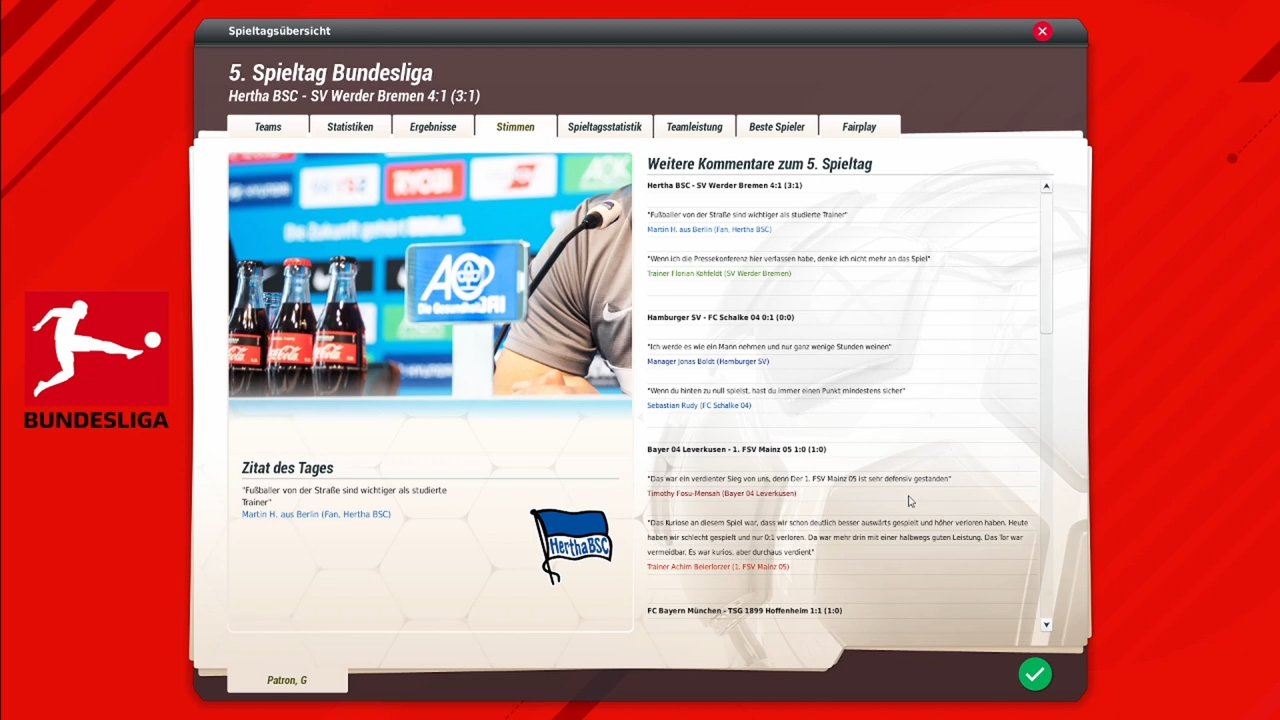 Spieltagsübersicht
5. Spieltag Bundesliga
Hertha BSC - SV Werder Bremen 4:1 (3:1)
Teams
Statistiken
Ergebnisse
Stimmen
Spieltagsstatistik
Teamleistung
Beste Spieler
Fairplay
RYOBI
AOK
Die Zukunft gehört BERLIN.
AOK
Die Gesundheit
Coca-Cola
Weitere Kommentare zum 5. Spieltag
Hertha BSC - SV Werder Bremen 4:1 (3:1)
"Fußballer von der Straße sind wichtiger als studierte Trainer"
Martin H. aus Berlin (Fan, Hertha BSC)
"Wenn ich die Pressekonferenz hier verlassen habe, denke ich nicht mehr an das Spiel"
Trainer Florian Kohfeldt (SV Werder Bremen)
Hamburger SV - FC Schalke 04 0:1 (0:0)
"Ich werde es wie ein Mann nehmen und nur ganz wenige Stunden weinen"
Manager Jonas Boldt (Hamburger SV)
"Wenn du hinten zu null spielst, hast du immer einen Punkt mindestens sicher"
Sebastian Rudy (FC Schalke 04)
Bayer 04 Leverkusen - 1. FSV Mainz 05 1:0 (1:0)
"Das war ein verdienter Sieg von uns, denn Der 1. FSV Mainz 05 ist sehr defensiv gestanden"
Timothy Fosu-Mensah (Bayer 04 Leverkusen)
"Das Kuriose an diesem Spiel war, dass wir schon deutlich besser auswärts gespielt und höher verloren haben. Heute
haben wir schlecht gespielt und nur 0:1 verloren. Da war mehr drin mit einer halbwegs guten Leistung. Das Tor war
vermeidbar. Es war kurios, aber durchaus verdient"
Trainer Achim Beierlorzer (1. FSV Mainz 05)
FC Bayern München - TSG 1899 Hoffenheim 1:1 (1:0)
Zitat des Tages
"Fußballer von der Straße sind wichtiger als studierte
Trainer"
Martin H. aus Berlin (Fan, Hertha BSC)
Hertha BSC
BUNDESLIGA
Patron, G